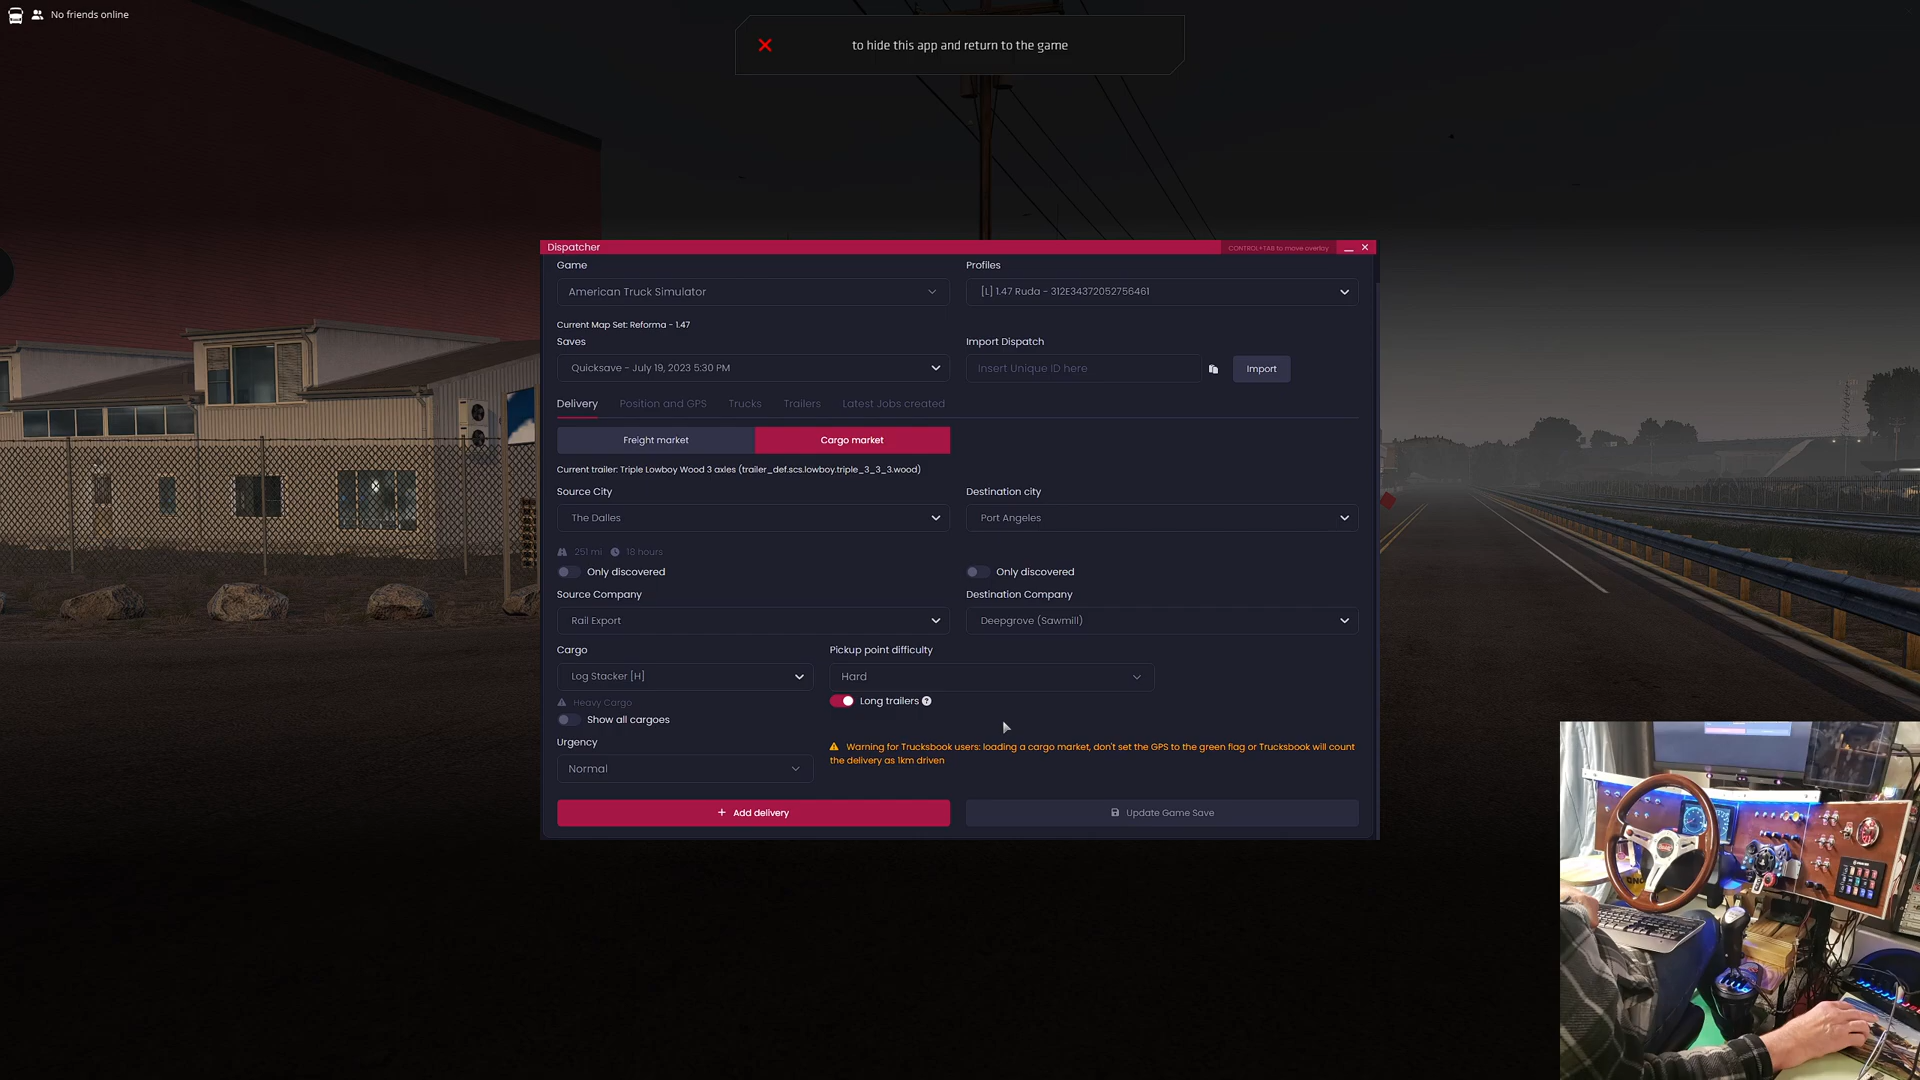 No friends online
to hide this app and return to the game
Dispatcher
CONTROL+TAB to move overlay
Game
Profiles
American Truck Simulator
[L] 1.47 Ruda - 312E34372052756461
Current Map Set: Reforma - 1.47
Saves
Import Dispatch
Quicksave - July 19, 2023 5:30 PM
Insert Unique ID here
Import
Delivery
Position and GPS
Trucks
Trailers
Latest Jobs created
Freight market
Cargo market
Current trailer: Triple Lowboy Wood 3 axles (trailer_def.scs.lowboy.triple_3_3_3.wood)
Source City
Destination city
The Dalles
Port Angeles
251 mi
18 hours
Only discovered
Only discovered
Source Company
Destination Company
Rail Export
Deepgrove (Sawmill)
Cargo
Pickup point difficulty
Log Stacker [H]
Hard
Heavy Cargo
Long trailers
Show all cargoes
Urgency
Warning for Trucksbook users: loading a cargo market, don't set the GPS to the green flag or Trucksbook will count
the delivery as 1km driven
Normal
+ Add delivery
Update Game Save